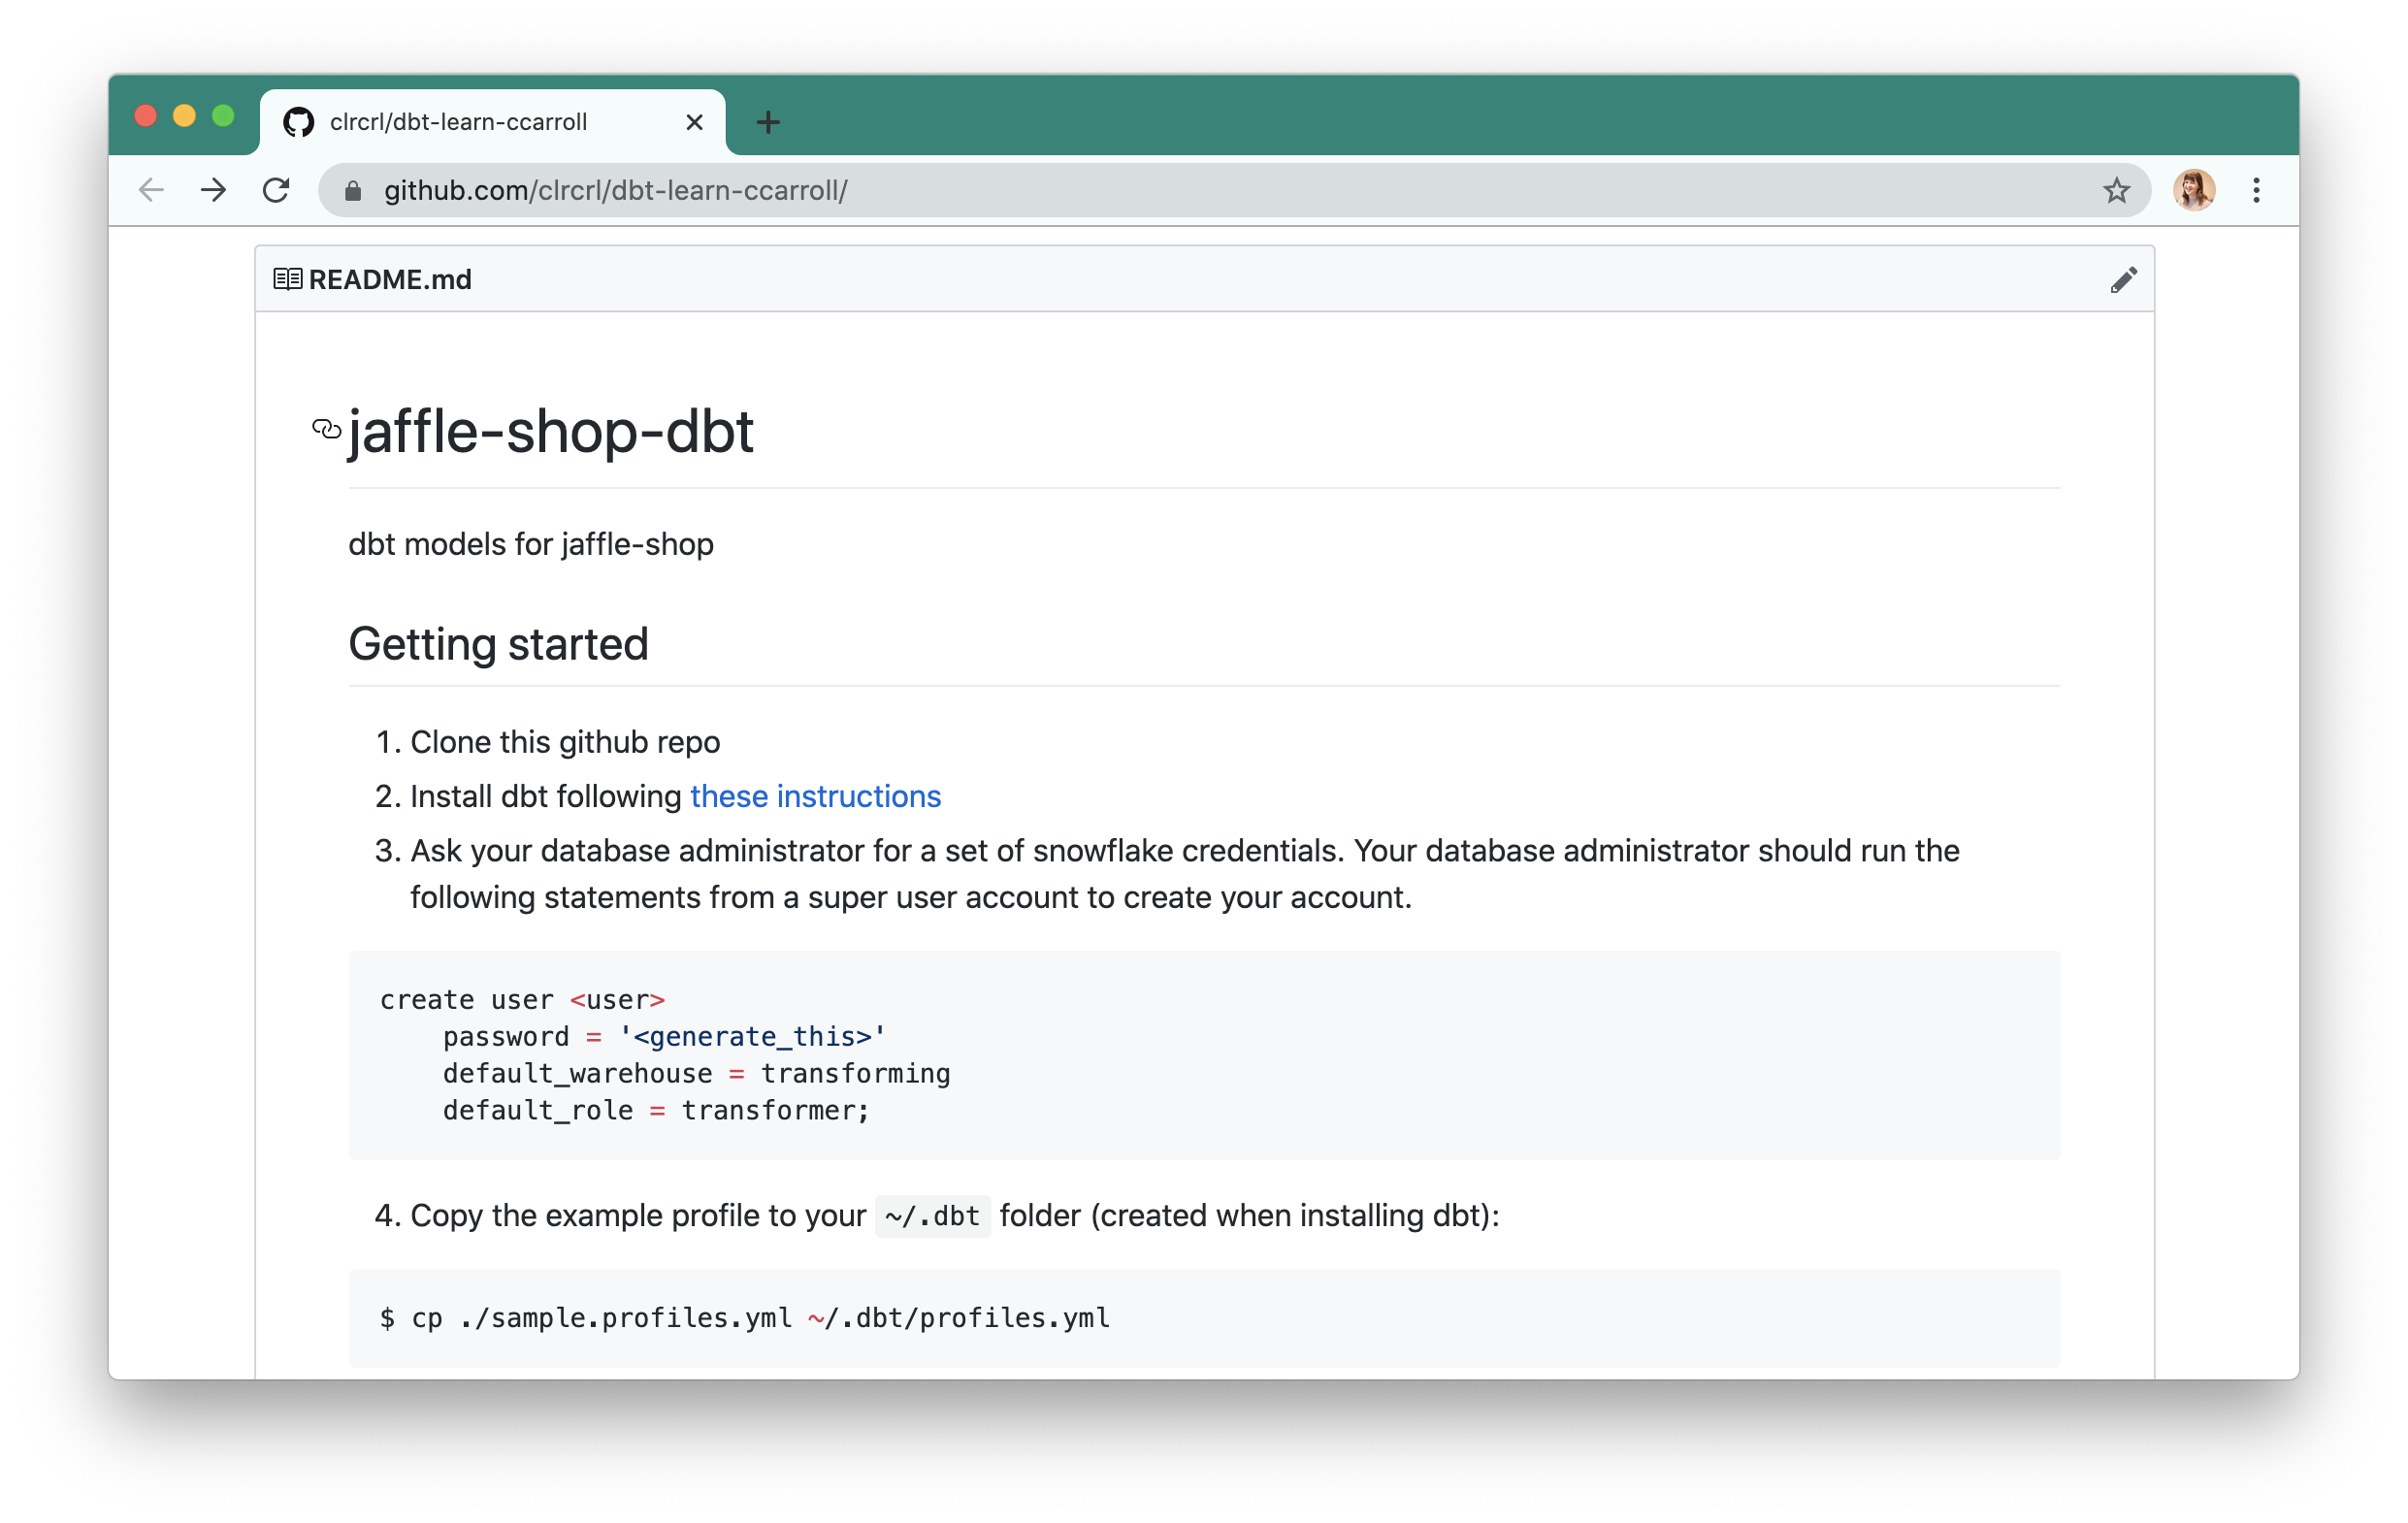 clrcrl/dbt-learn-ccarroll
github.com/clrcrl/dbt-learn-ccarroll/
README.md
jaffle-shop-dbt
dbt models for jaffle-shop
Getting started
1. Clone this github repo
2. Install dbt following these instructions
3. Ask your database administrator for a set of snowflake credentials. Your database administrator should run the
following statements from a super user account to create your account.
create user <user>
    password = '<generate_this>'
    default_warehouse = transforming
    default_role = transformer;
4. Copy the example profile to your ~/.dbt folder (created when installing dbt):
$ cp ./sample.profiles.yml ~/.dbt/profiles.yml